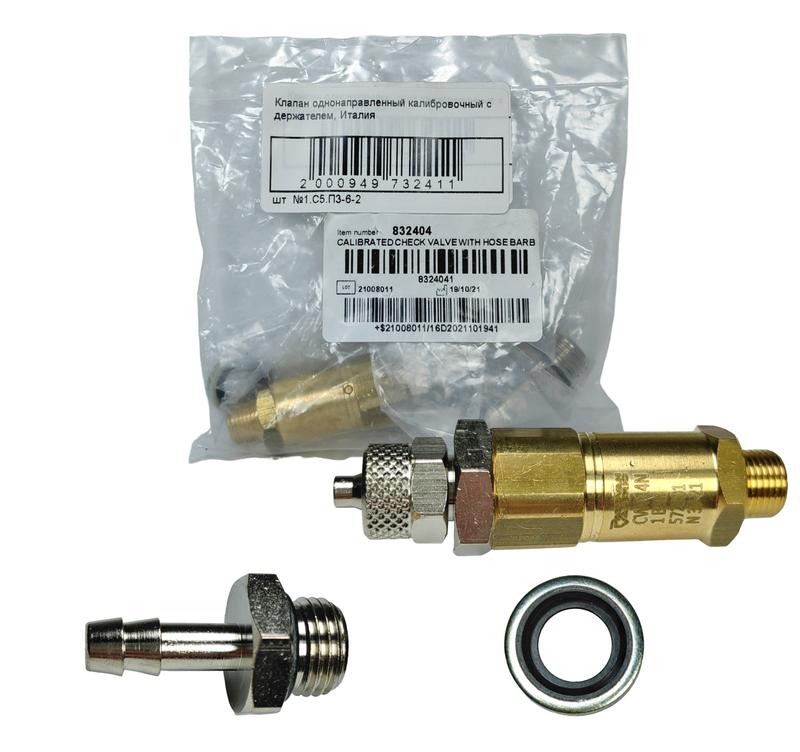 Клапан однонаправленный калибровочный с
держателем, Италия
2 000949 732411
шт №1.С5.П3-6-2
Item number 832404
CALIBRATED CHECK VALVE WITH HOSE BARB
8324041
LOT 21008011 19/10/21
+$21008011/16D2021101941